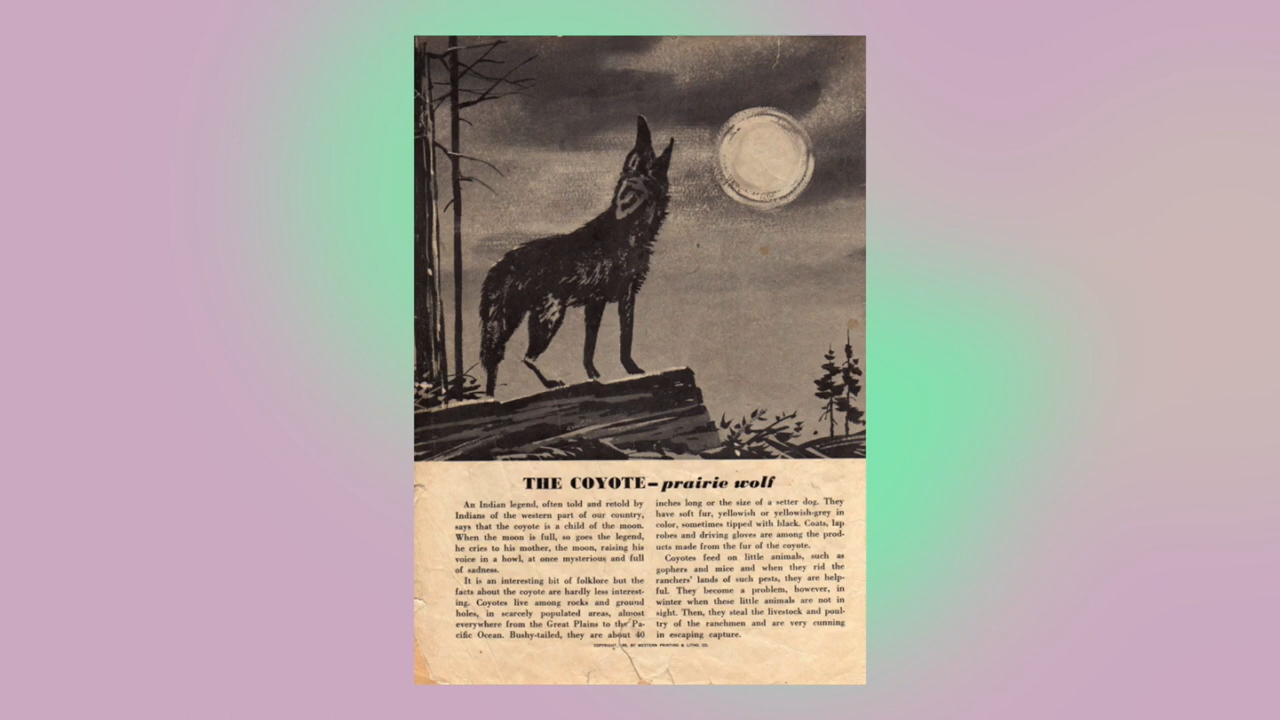 THE COYOTE—prairie wolf
An Indian legend, often told and retold by
Indians of the western part of our country,
says that the coyote is a child of the moon.
When the moon is full, so goes the legend,
he cries to his mother, the moon, raising his
voice in a howl, at once mysterious and full
of sadness.
It is an interesting bit of folklore but the
facts about the coyote are hardly less interest-
ing. Coyotes live among rocks and ground
holes, in scarcely populated areas, almost
everywhere from the Great Plains to the Pa-
cific Ocean. Bushy-tailed, they are about 40
inches long or the size of a setter dog. They
have soft fur, yellowish or yellowish-grey in
color, sometimes tipped with black. Coats, lap
robes and driving gloves are among the prod-
ucts made from the fur of the coyote.
Coyotes feed on little animals, such as
gophers and mice and when they rid the
ranchers' lands of such pests, they are help-
ful. They become a problem, however, in
winter when these little animals are not in
sight. Then, they steal the livestock and poul-
try of the ranchmen and are very cunning
in escaping capture.
COPYRIGHT, BY WESTERN PRINTING & LITHO. CO.